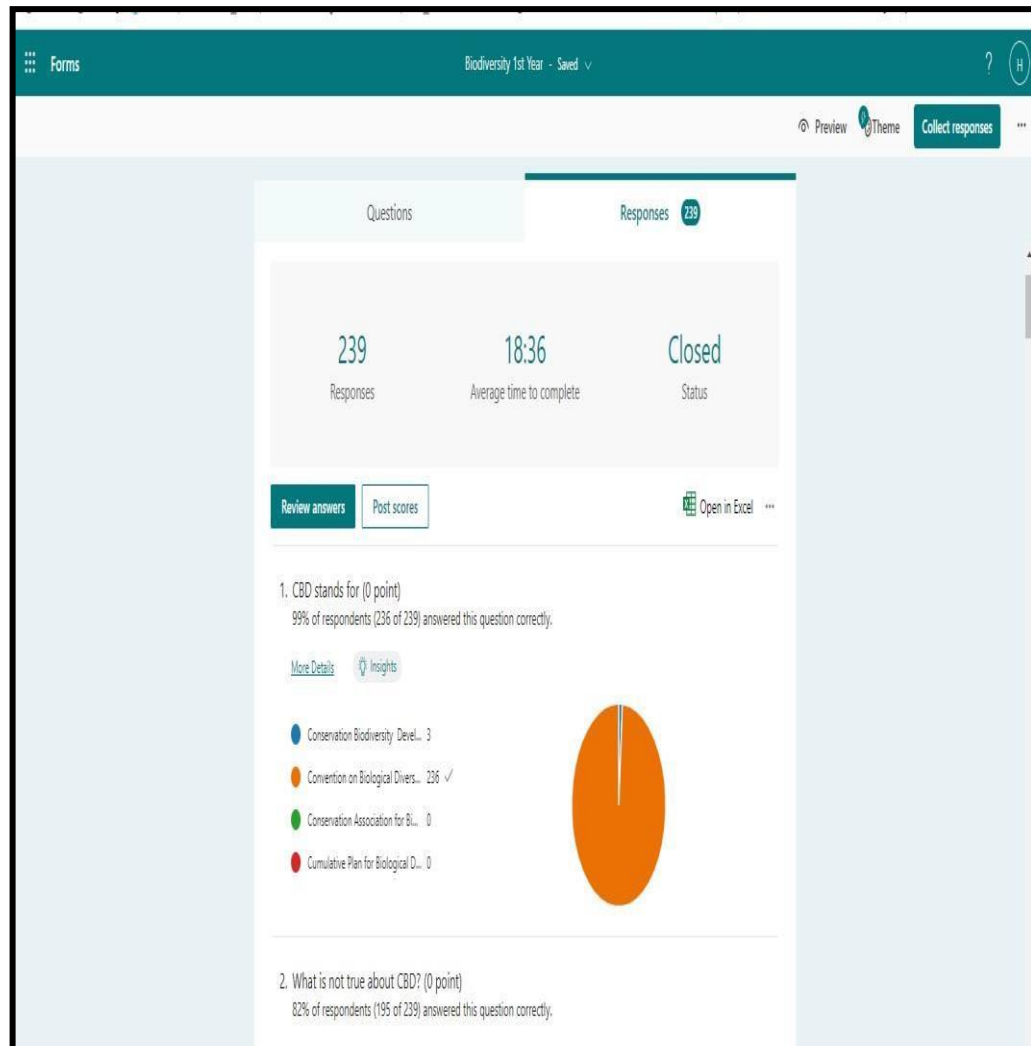 Forms
Biodiversity 1st Year - Saved
?
H
Preview
Theme
Collect responses
...
Questions
Responses 239
239
18:36
Closed
Responses
Average time to complete
Status
Review answers
Post scores
Open in Excel ...
1. CBD stands for (0 point)
99% of respondents (236 of 239) answered this question correctly.
More Details
Insights
Conservation Biodiversity Devel... 3
Convention on Biological Divers... 236 ✓
Conservation Association for Bi... 0
Cumulative Plan for Biological D... 0
2. What is not true about CBD? (0 point)
82% of respondents (195 of 239) answered this question correctly.